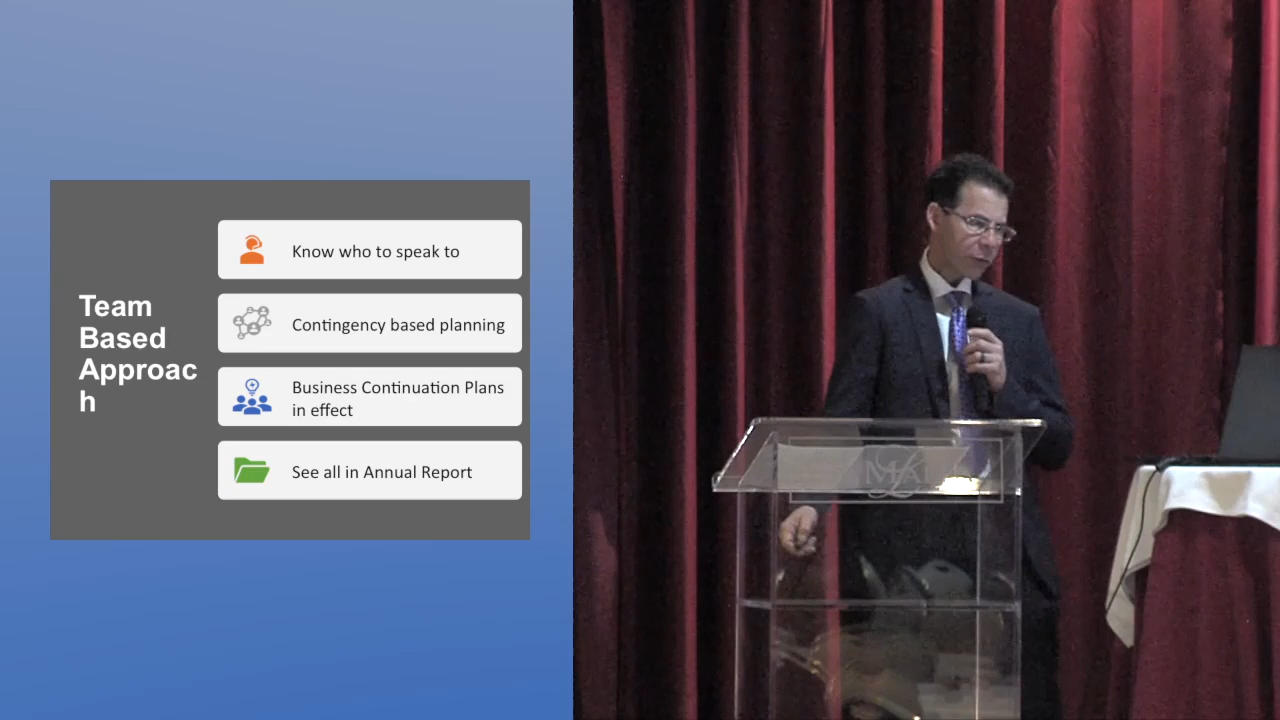 Team
Based
Approac
h
Know who to speak to
Contingency based planning
Business Continuation Plans
in effect
See all in Annual Report